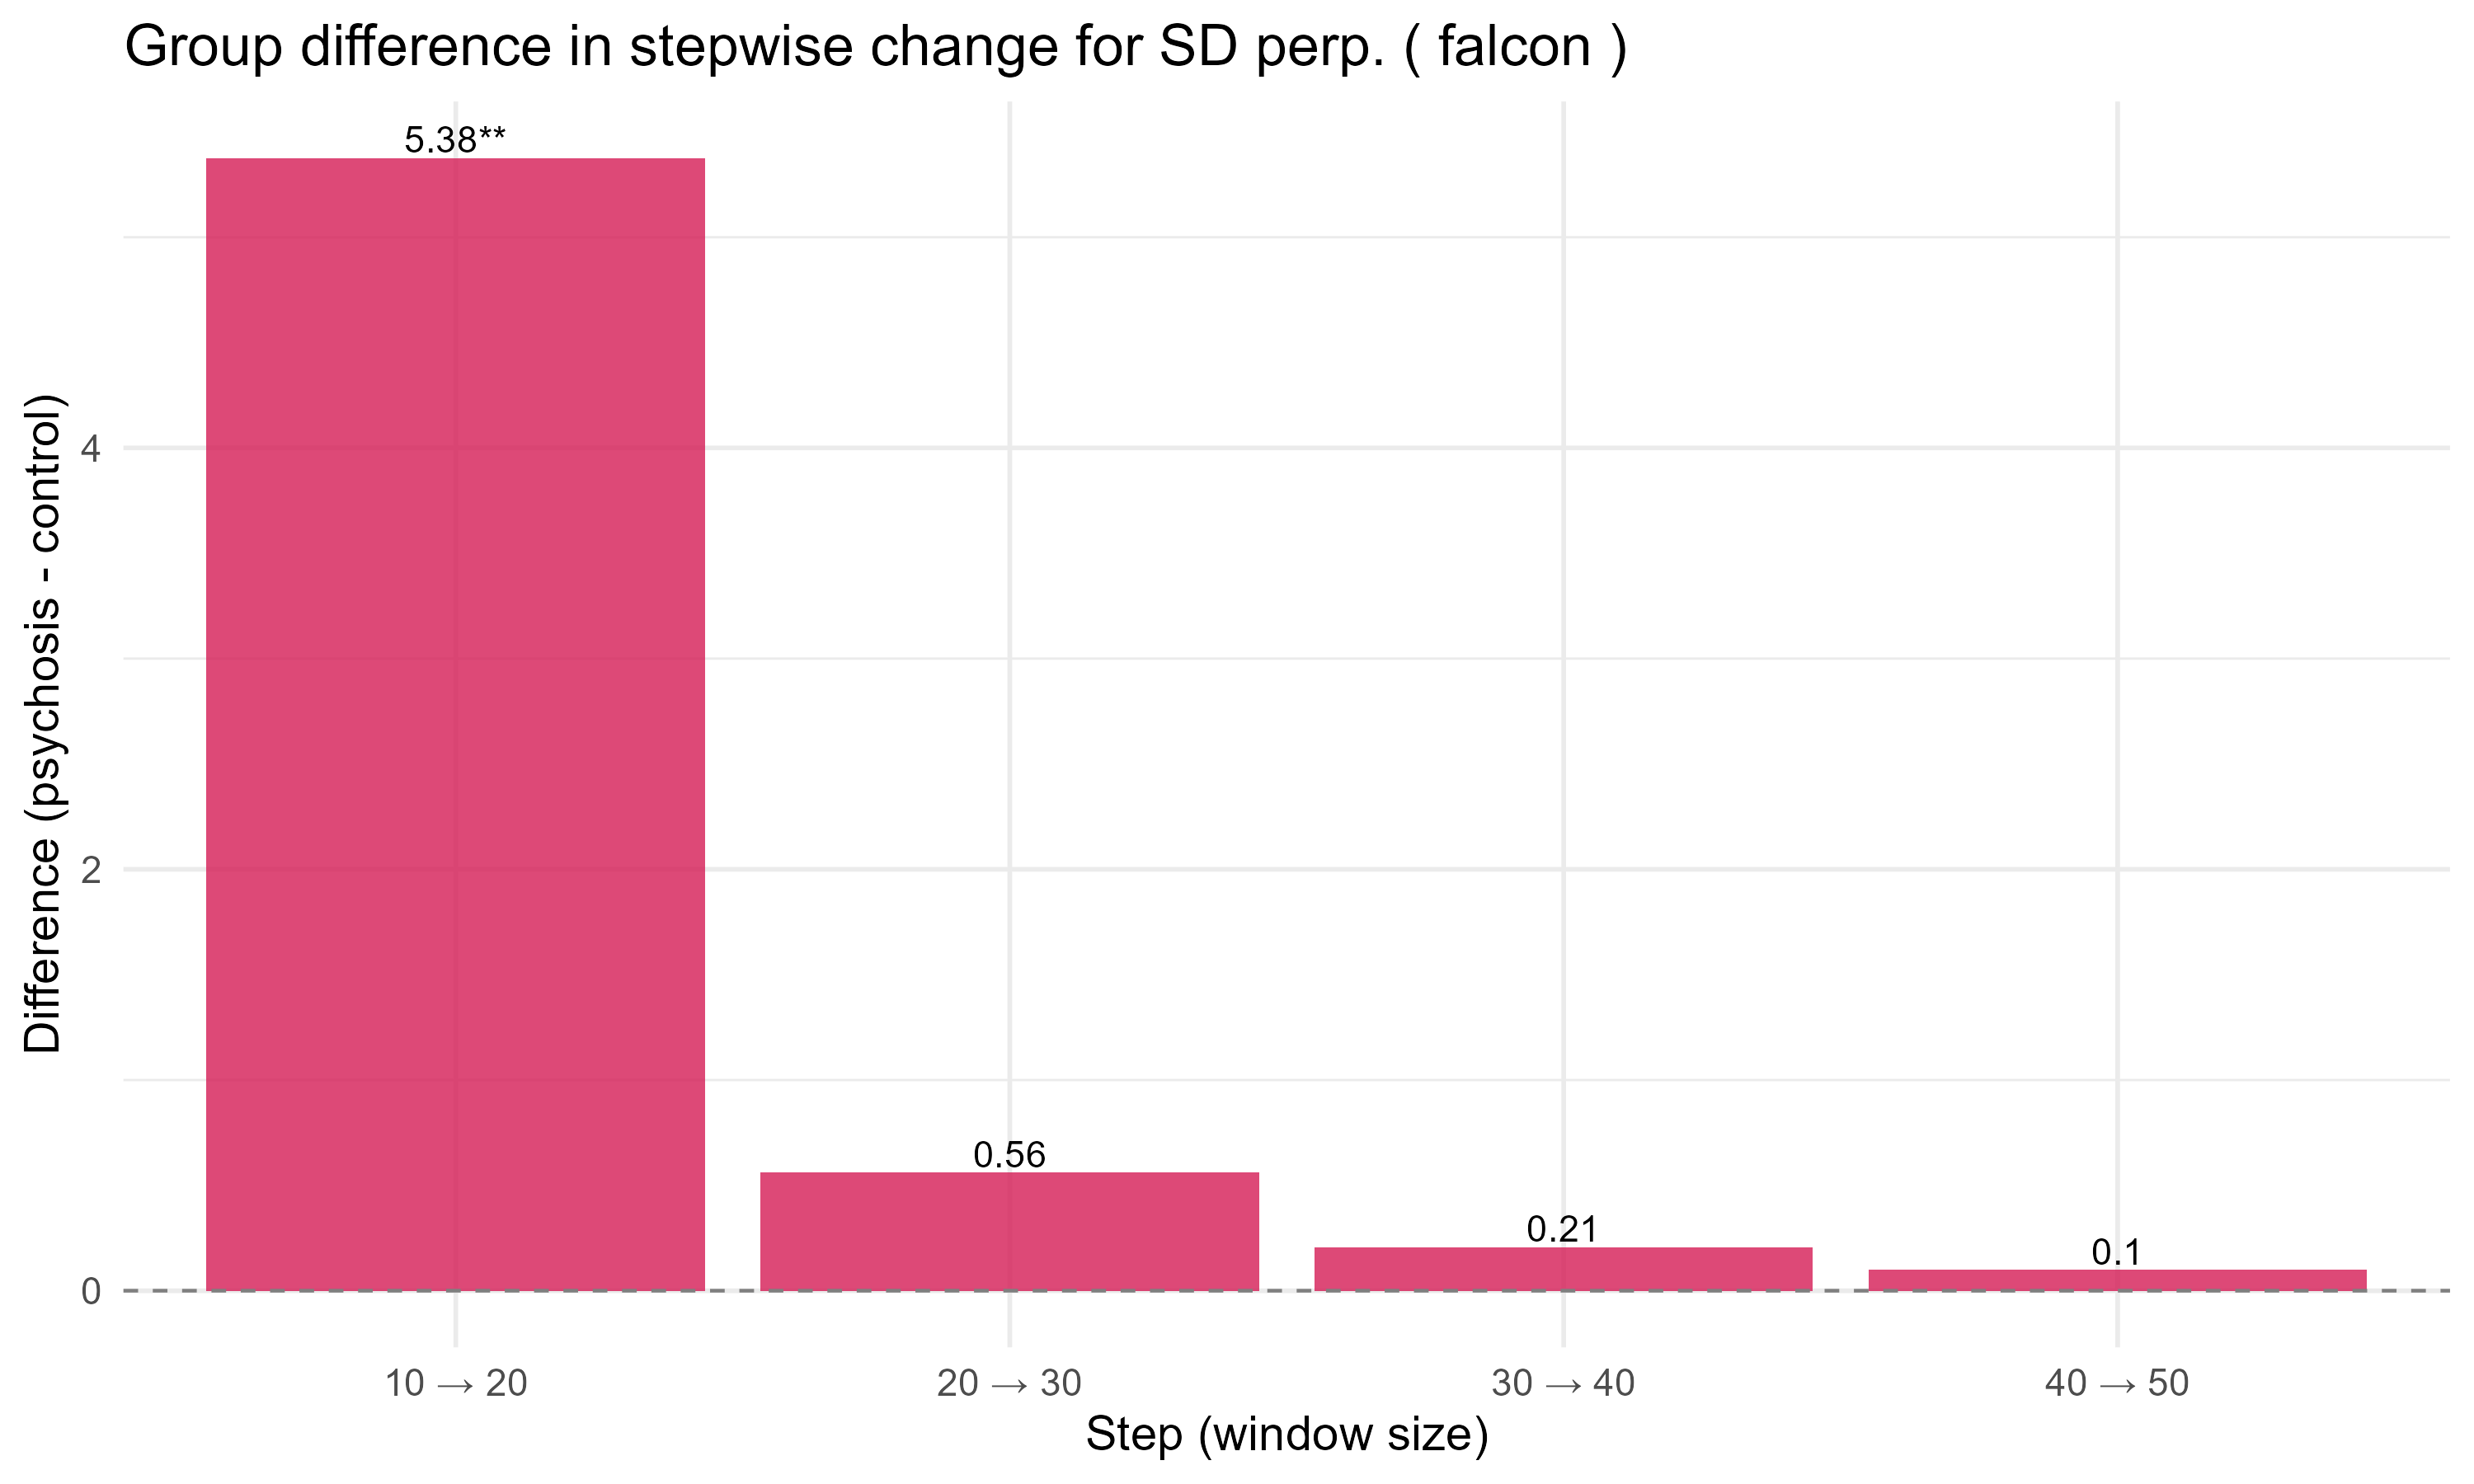 Group difference in stepwise change for SD perp. ( falcon )
Difference (psychosis - control)
4
2
0
5.38**
0.56
0.21
0.1
10 → 20
20 → 30
30 → 40
40 → 50
Step (window size)